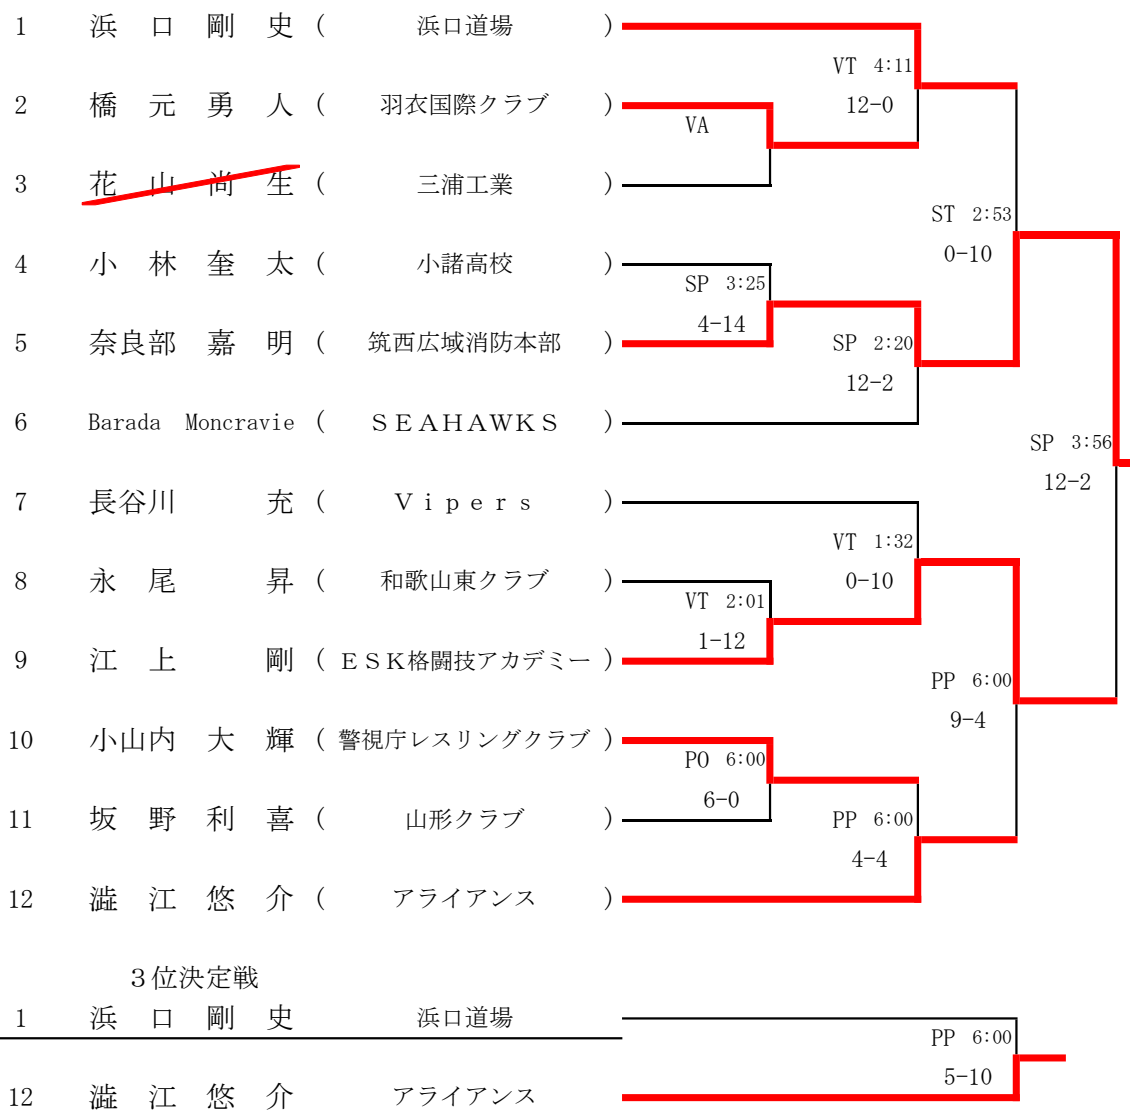 1 浜 口 剛 史 ( 浜口道場 )
VT 4:11
2 橋 元 勇 人 ( 羽衣国際クラブ ) 12-0
VA
3 花 山 尚 生 ( 三浦工業 )
ST 2:53
0-10
4 小 林 奎 太 ( 小諸高校 )
SP 3:25
4-14
5 奈良部 嘉 明 ( 筑西広域消防本部 ) SP 2:20
12-2
6 Barada Moncravie ( ＳＥＡＨＡＷＫＳ )
SP 3:56
12-2
7 長谷川 充 ( Ｖｉｐｅｒｓ )
VT 1:32
8 永 尾 昇 ( 和歌山東クラブ ) 0-10
VT 2:01
1-12
9 江 上 剛 ( ＥＳＫ格闘技アカデミー )
PP 6:00
9-4
10 小山内 大 輝 ( 警視庁レスリングクラブ )
PO 6:00
6-0
11 坂 野 利 喜 ( 山形クラブ ) PP 6:00
4-4
12 澁 江 悠 介 ( アライアンス )
３位決定戦
1 浜 口 剛 史 浜口道場
PP 6:00
5-10
12 澁 江 悠 介 アライアンス